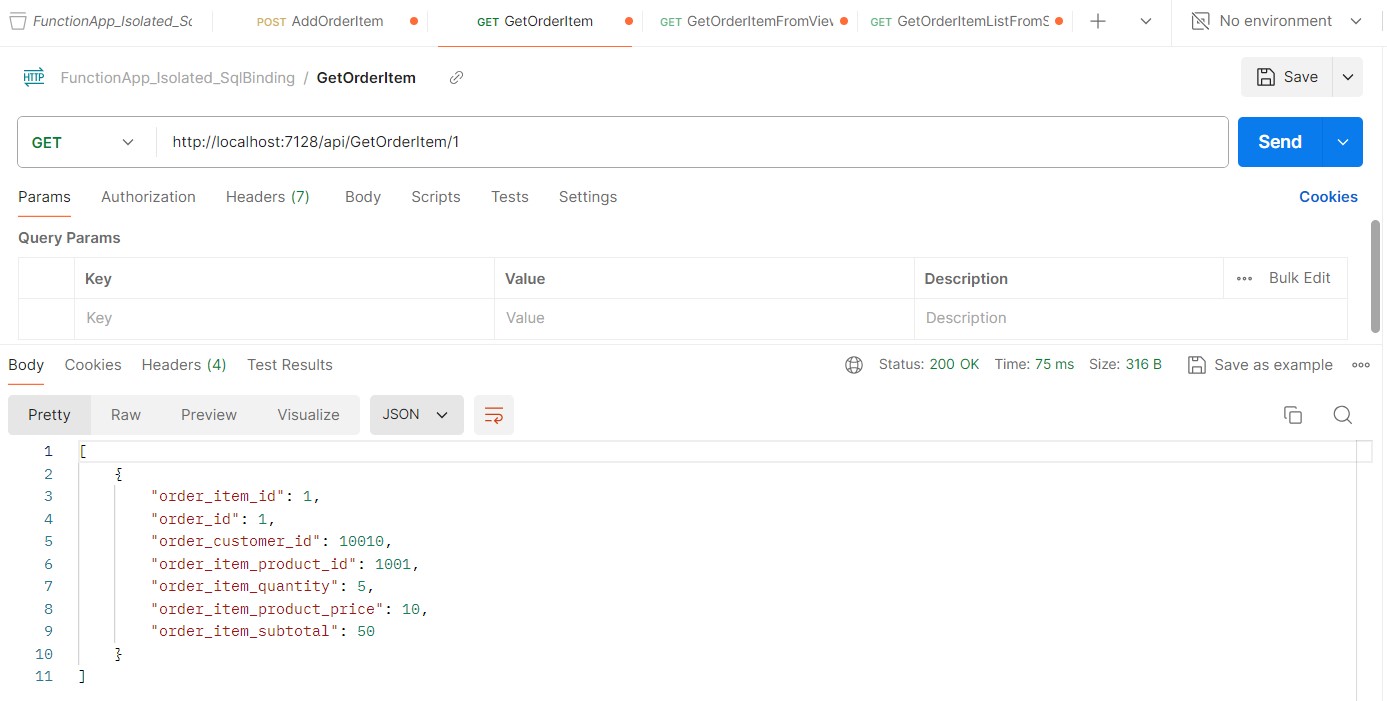 FunctionApp_Isolated_Sc POST AddOrderItem GET GetOrderItem GET GetOrderItemFromView GET GetOrderItemListFromS No environment
HTTP FunctionApp_Isolated_SqlBinding / GetOrderItem Save
GET http://localhost:7128/api/GetOrderItem/1 Send
Params Authorization Headers (7) Body Scripts Tests Settings Cookies
Query Params
Key Value Description Bulk Edit
Key Value Description
Body Cookies Headers (4) Test Results Status: 200 OK Time: 75 ms Size: 316 B Save as example
Pretty Raw Preview Visualize JSON
1 [
2 {
3 "order_item_id": 1,
4 "order_id": 1,
5 "order_customer_id": 10010,
6 "order_item_product_id": 1001,
7 "order_item_quantity": 5,
8 "order_item_product_price": 10,
9 "order_item_subtotal": 50
10 }
11 ]